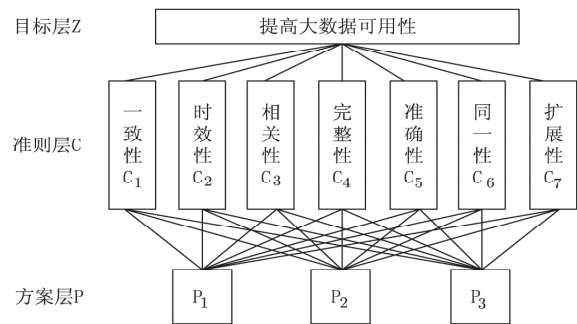 目标层Z
提高大数据可用性
准则层C
一致性C₁
时效性C₂
相关性C₃
完整性C₄
准确性C₅
同一性C₆
扩展性C₇
方案层P
P₁
P₂
P₃